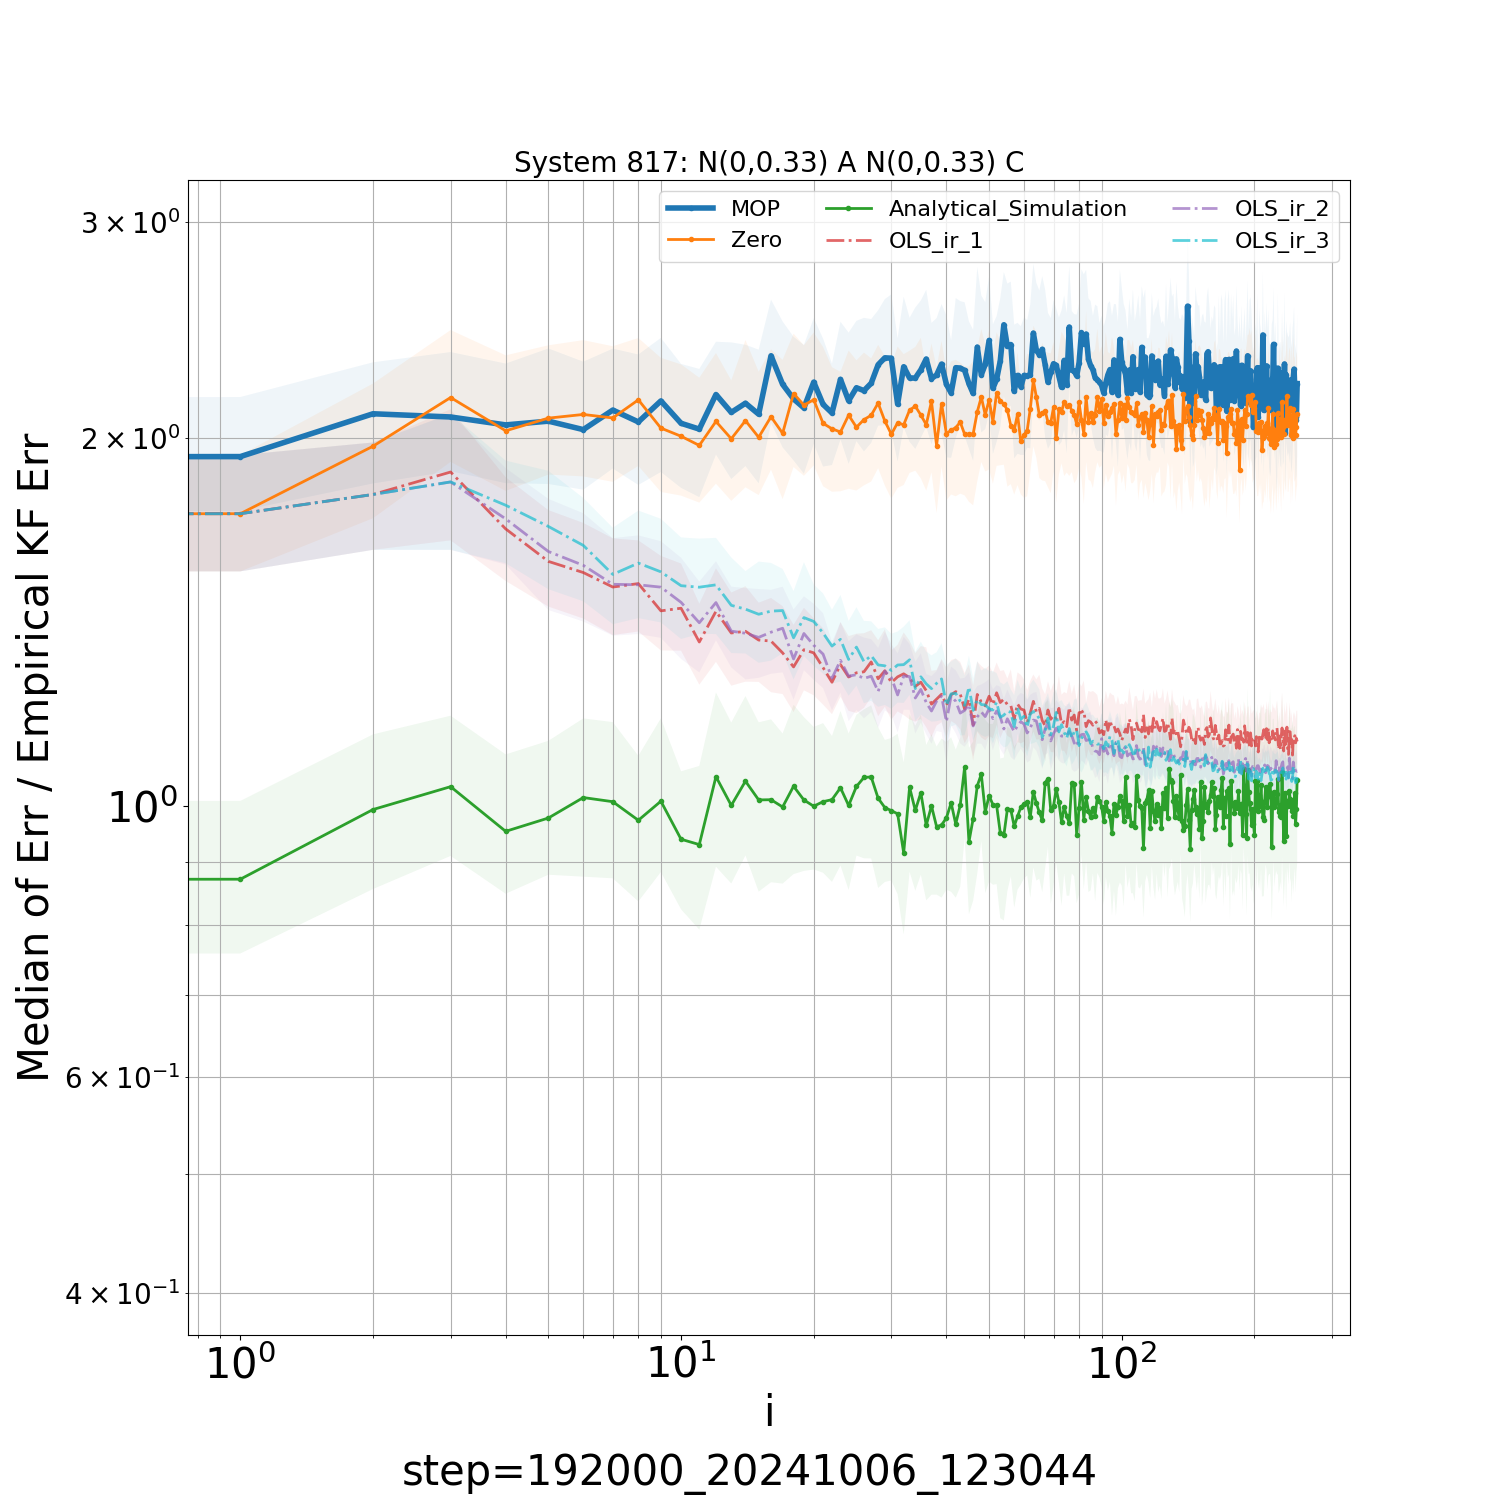 System 817: N(0,0.33) A N(0,0.33) C
MOP
Zero
Analytical_Simulation
OLS_ir_1
OLS_ir_2
OLS_ir_3
Median of Err / Empirical KF Err
3 × 10⁰
2 × 10⁰
10⁰
6 × 10⁻¹
4 × 10⁻¹
10⁰ 10¹ 10²
i
step=192000_20241006_123044